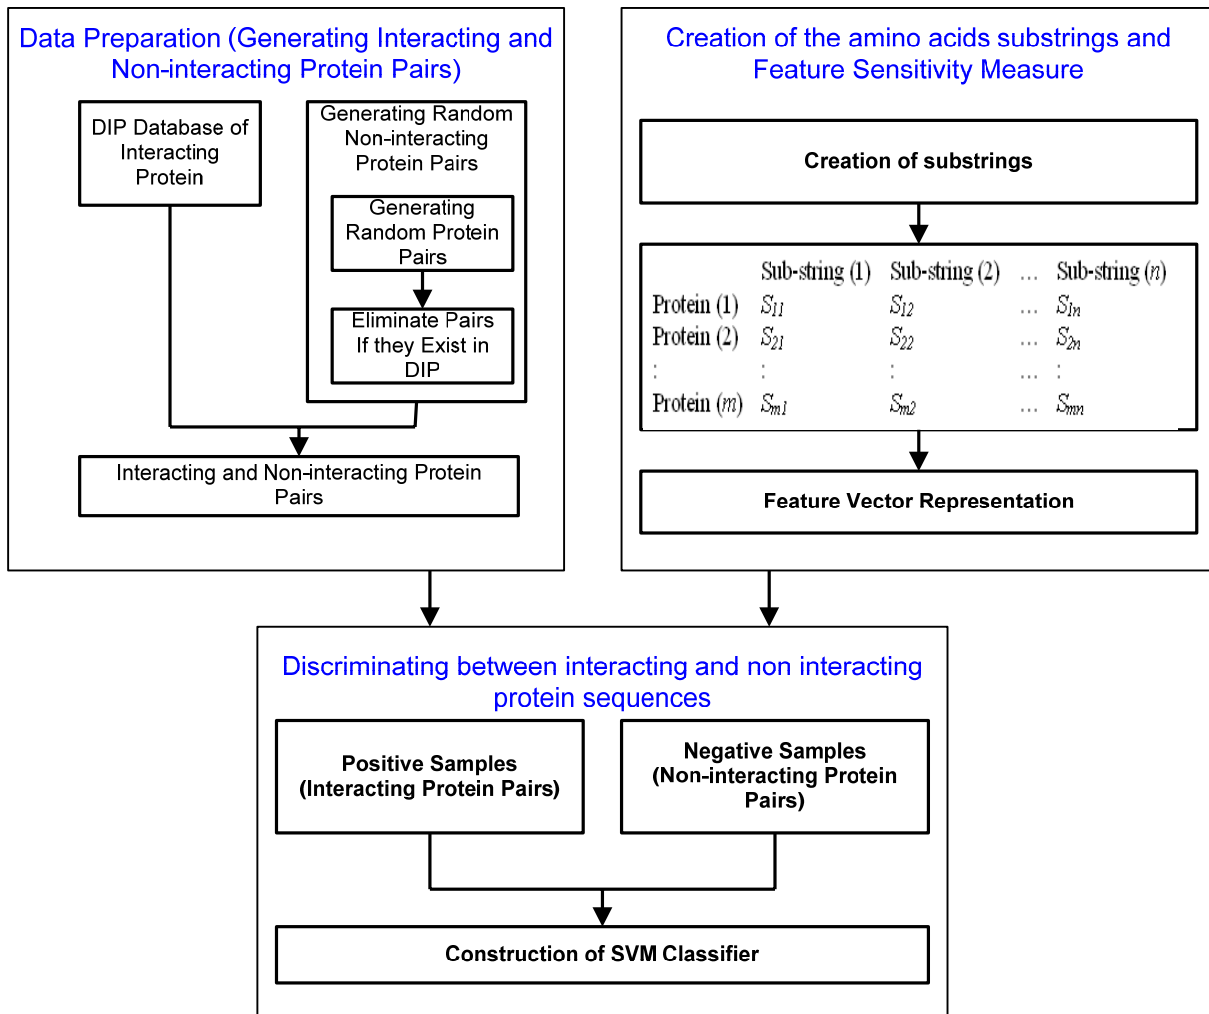 Data Preparation (Generating Interacting and
Non-interacting Protein Pairs)
DIP Database of
Interacting
Protein
Generating Random
Non-interacting
Protein Pairs
Generating
Random Protein
Pairs
Eliminate Pairs
If they Exist in
DIP
Interacting and Non-interacting Protein
Pairs
Creation of the amino acids substrings and
Feature Sensitivity Measure
Creation of substrings
Sub-string (1) Sub-string (2) … Sub-string (n)
Protein (1) S11 S12 … S1n
Protein (2) S21 S22 … S2n
: : : … :
Protein (m) Sm1 Sm2 … Smn
Feature Vector Representation
Discriminating between interacting and non interacting
protein sequences
Positive Samples
(Interacting Protein Pairs)
Negative Samples
(Non-interacting Protein
Pairs)
Construction of SVM Classifier